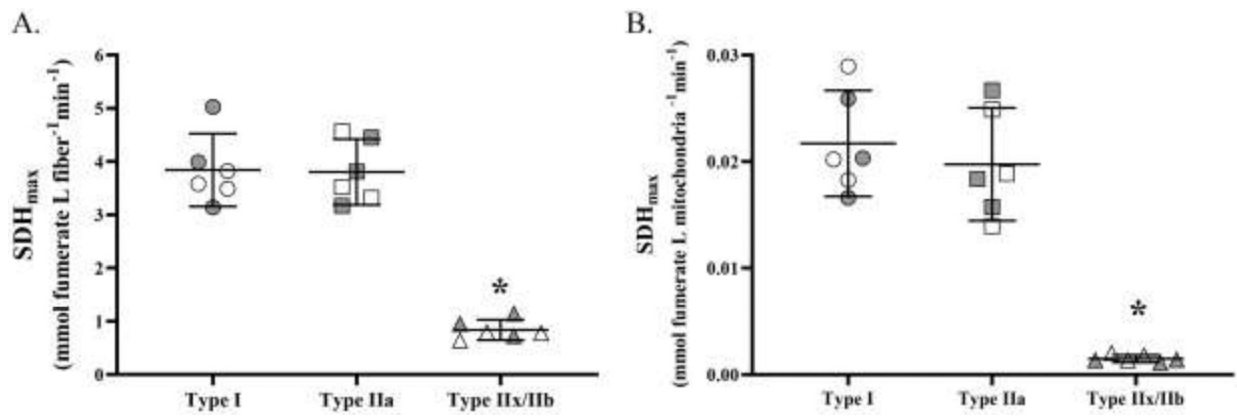 A.
SDHmax
(mmol fumerate L fiber⁻¹min⁻¹)
6
5
4
3
2
1
0
*
Type I Type IIa Type IIx/IIb
B.
SDHmax
(mmol fumerate L mitochondria ⁻¹ min⁻¹)
0.03
0.02
0.01
0.00
*
Type I Type IIa Type IIx/IIb